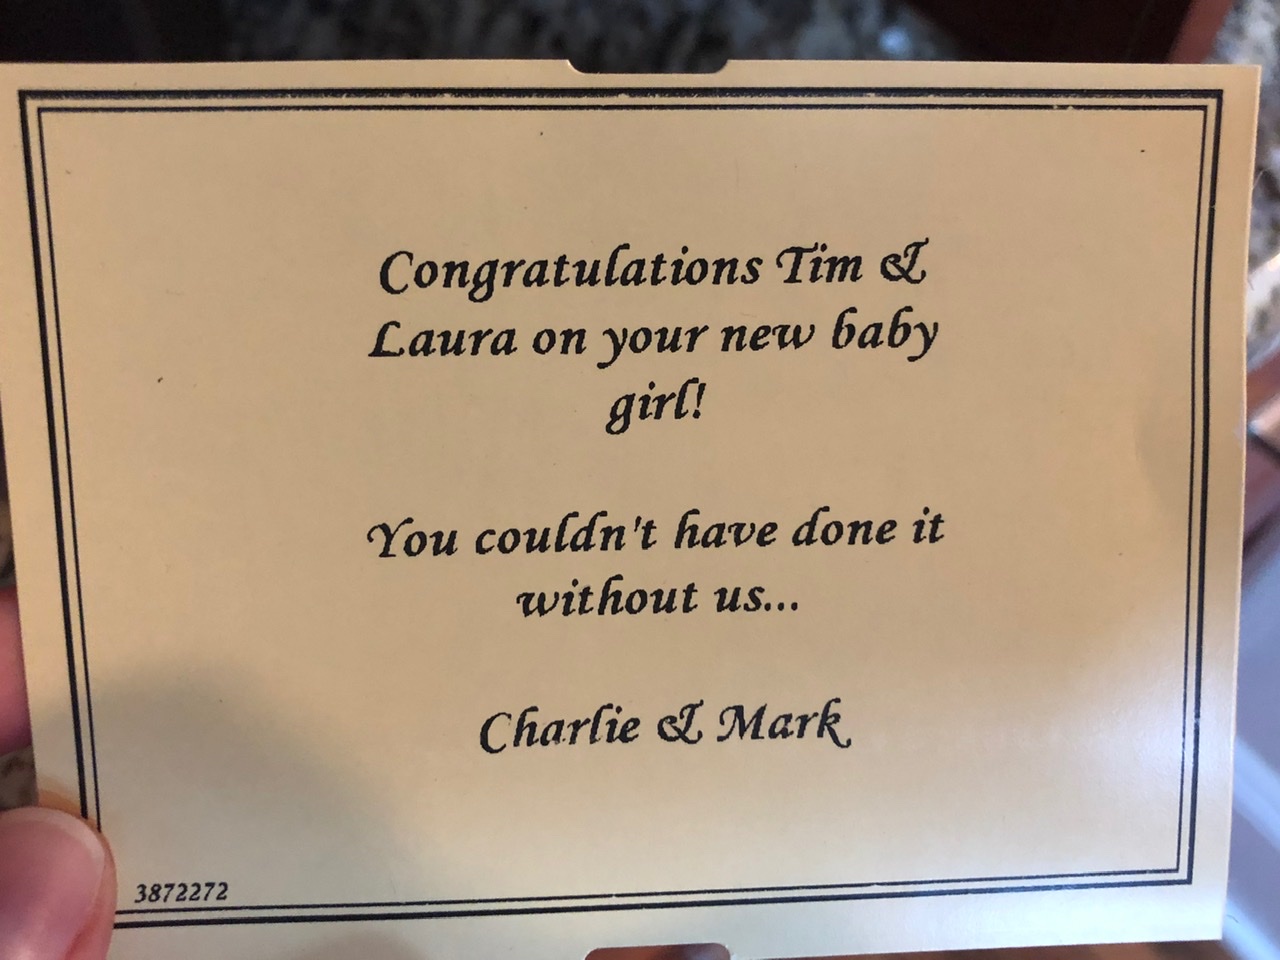 Congratulations Tim &
Laura on your new baby
girl!
You couldn't have done it
without us...
Charlie & Mark
3872272